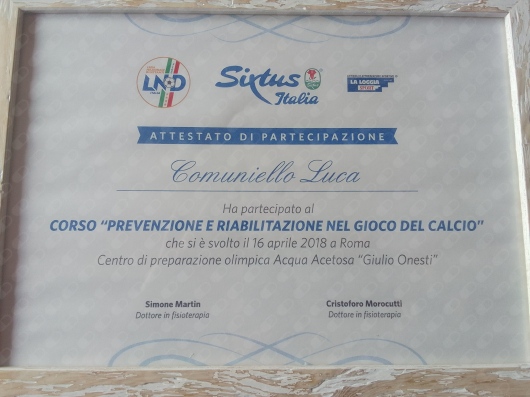 LND
Sixtus
Italia
LA LOGGIA
SPORT
ATTESTATO DI PARTECIPAZIONE
Comuniello Luca
Ha partecipato al
CORSO “PREVENZIONE E RIABILITAZIONE NEL GIOCO DEL CALCIO”
che si è svolto il 16 aprile 2018 a Roma
Centro di preparazione olimpica Acqua Acetosa “Giulio Onesti”
Simone Martin
Dottore in fisioterapia
Cristoforo Morocutti
Dottore in fisioterapia